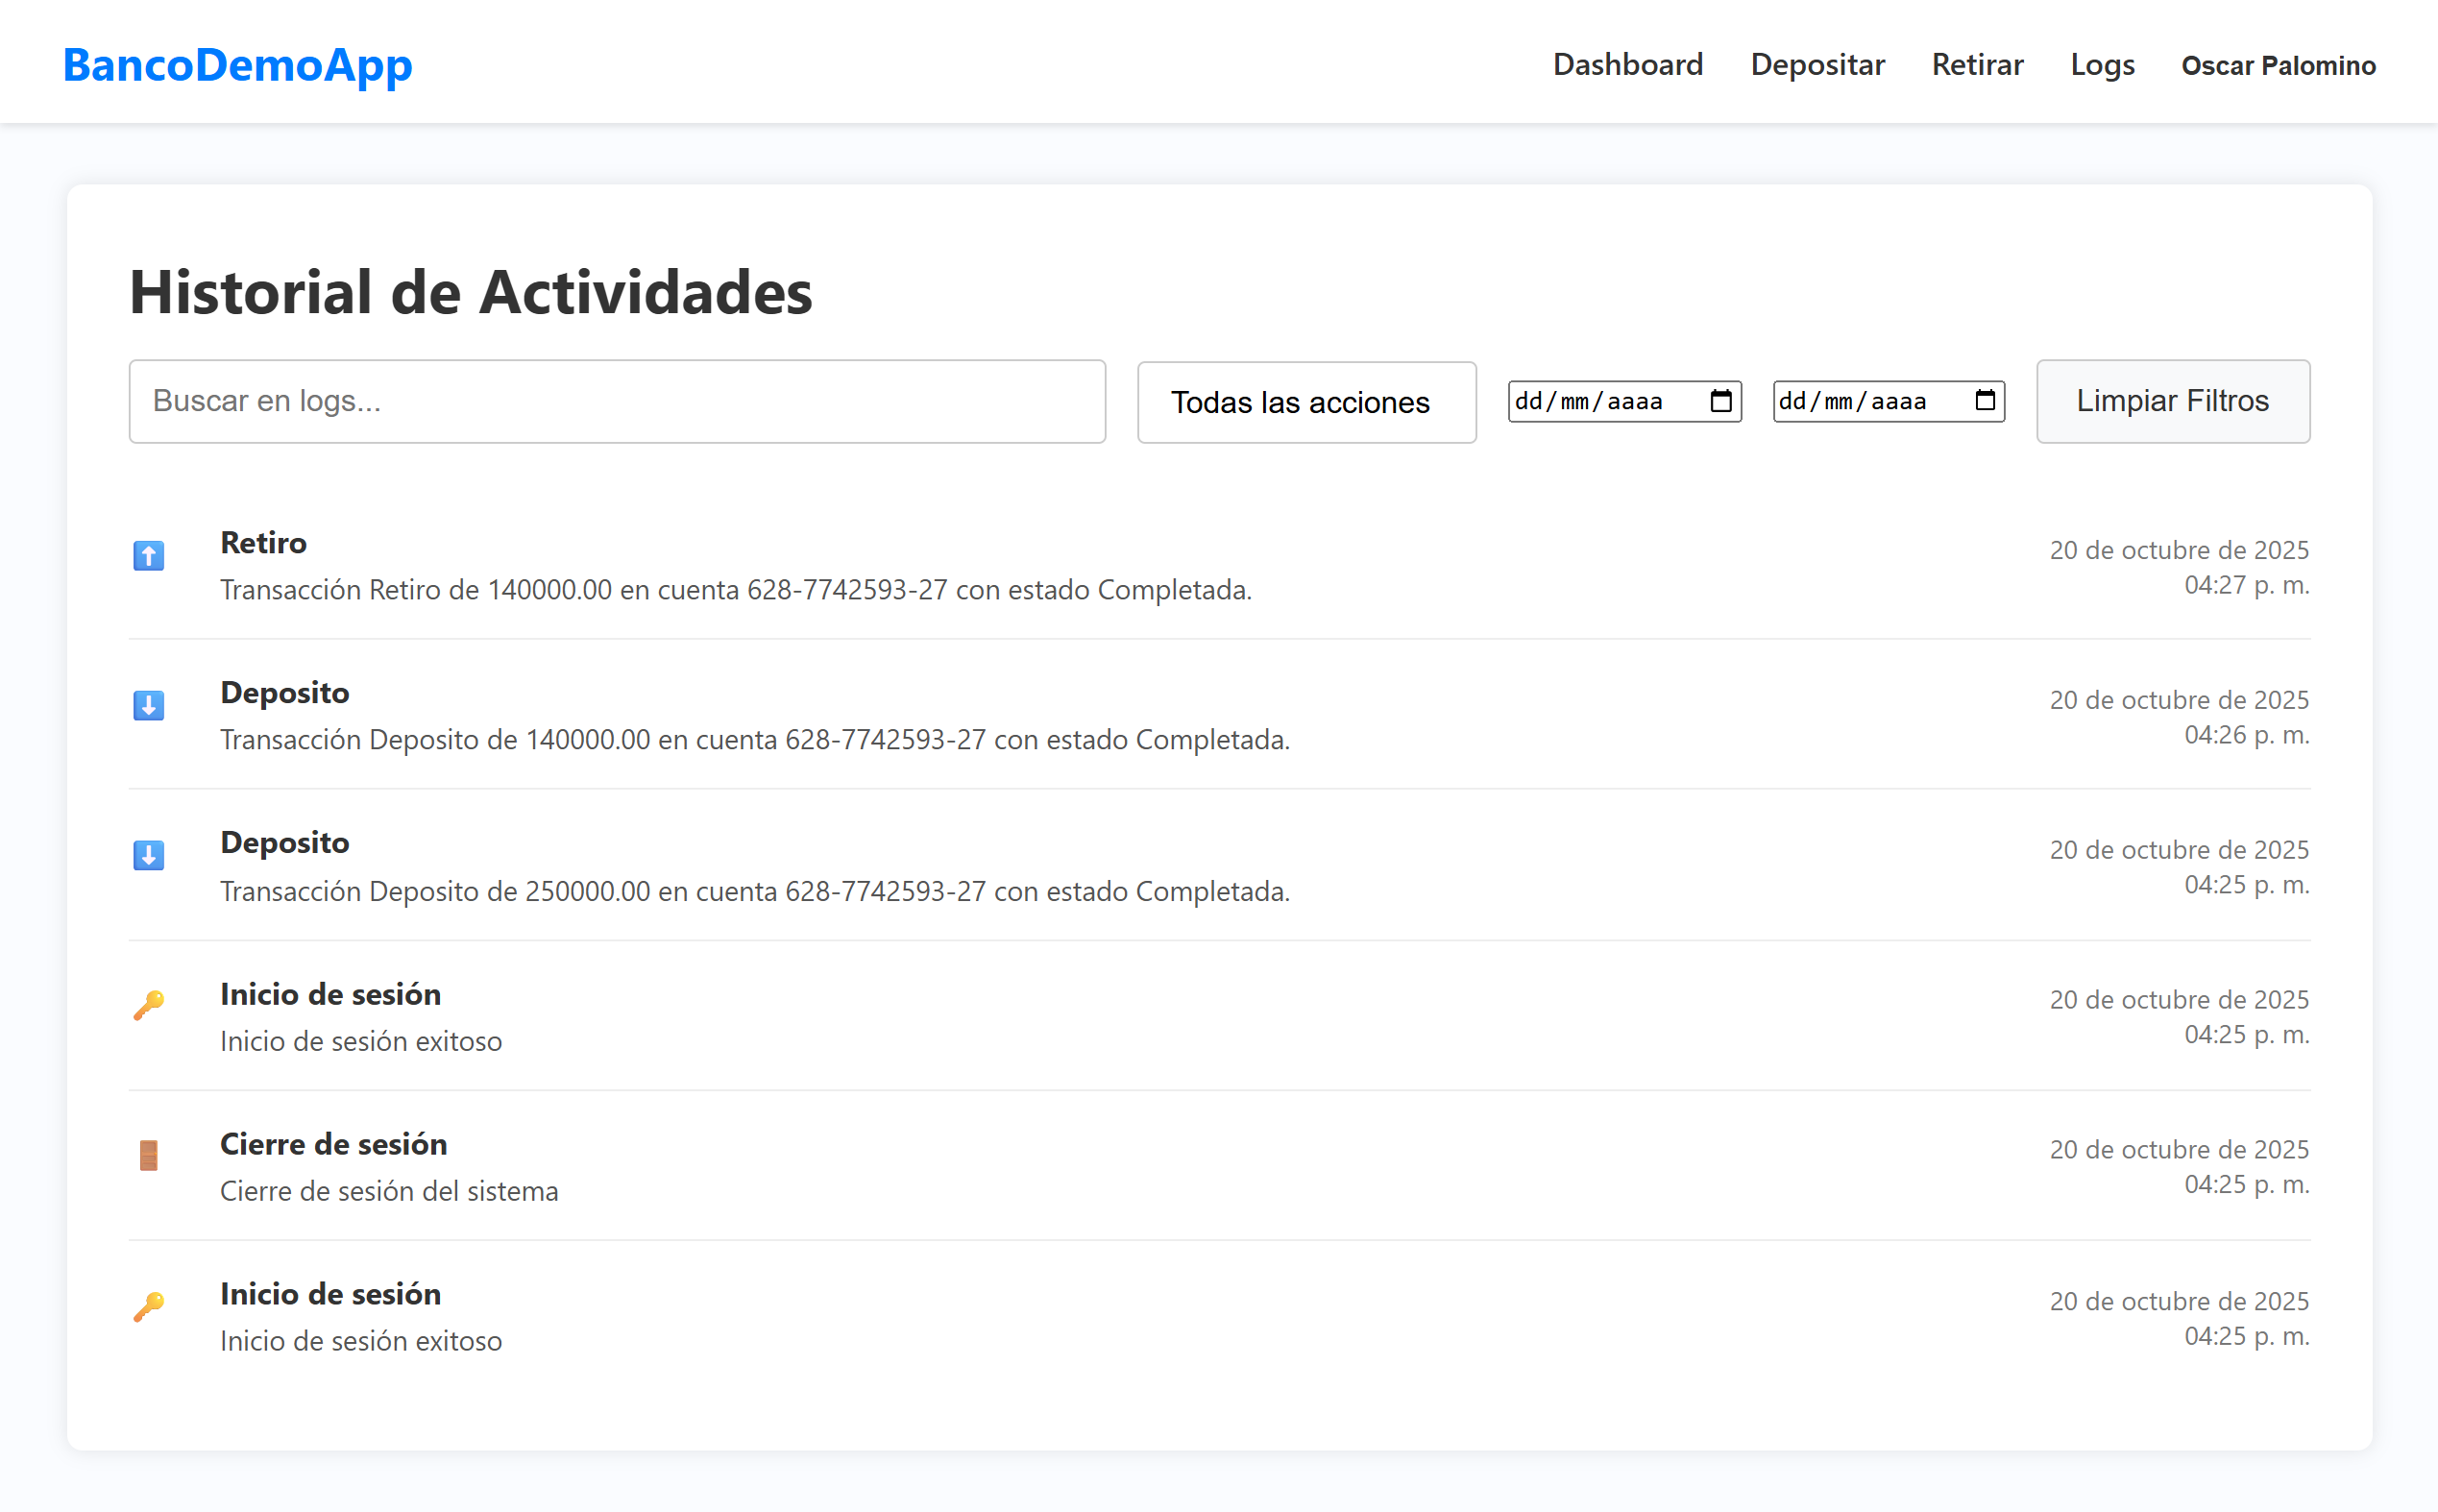 BancoDemoApp
Dashboard Depositar Retirar Logs Oscar Palomino
Historial de Actividades
Buscar en logs... Todas las acciones dd/mm/aaaa dd/mm/aaaa Limpiar Filtros
Retiro
Transacción Retiro de 140000.00 en cuenta 628-7742593-27 con estado Completada.
20 de octubre de 2025
04:27 p. m.
Deposito
Transacción Deposito de 140000.00 en cuenta 628-7742593-27 con estado Completada.
20 de octubre de 2025
04:26 p. m.
Deposito
Transacción Deposito de 250000.00 en cuenta 628-7742593-27 con estado Completada.
20 de octubre de 2025
04:25 p. m.
Inicio de sesión
Inicio de sesión exitoso
20 de octubre de 2025
04:25 p. m.
Cierre de sesión
Cierre de sesión del sistema
20 de octubre de 2025
04:25 p. m.
Inicio de sesión
Inicio de sesión exitoso
20 de octubre de 2025
04:25 p. m.